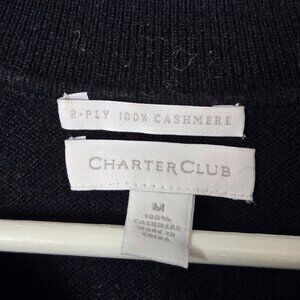 2-PLY 100% CASHMERE
CHARTER CLUB
M
100%
CASHMERE
MADE IN
CHINA